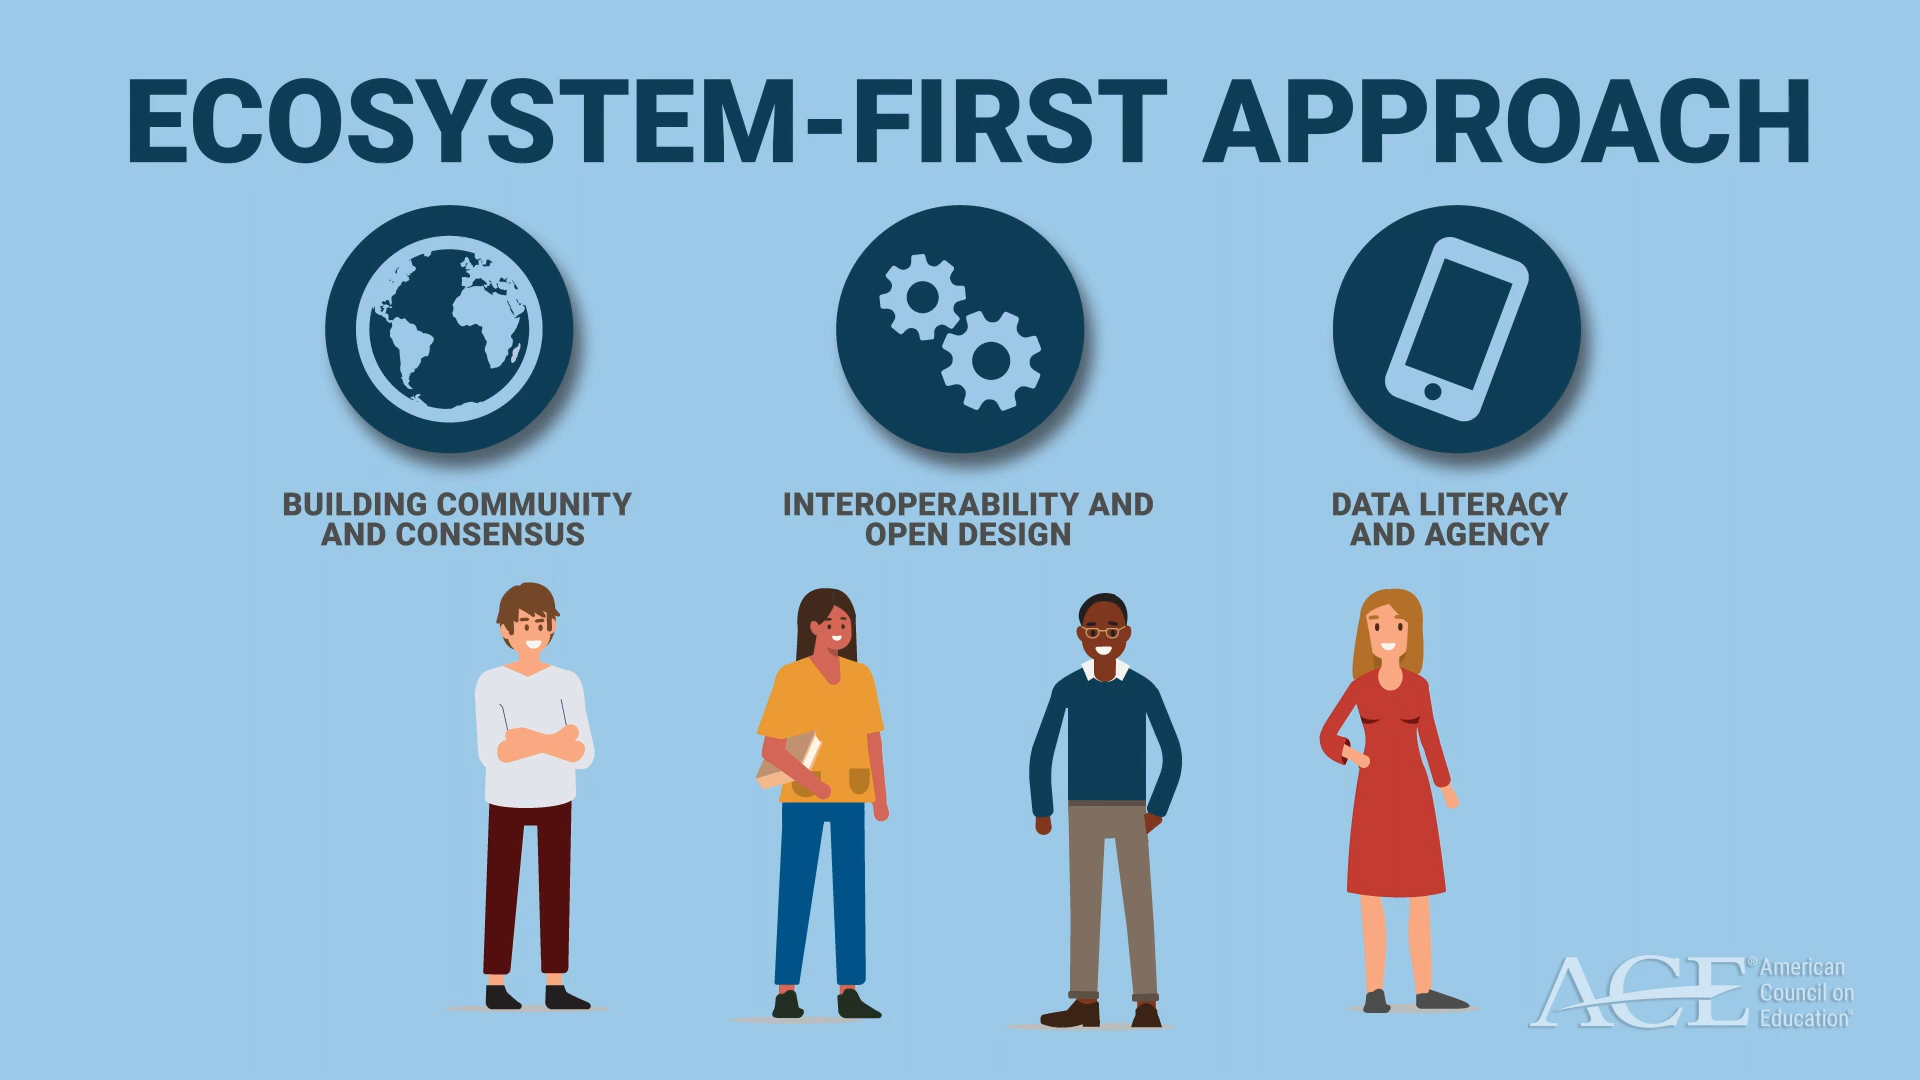 ECOSYSTEM-FIRST APPROACH
BUILDING COMMUNITY
AND CONSENSUS
INTEROPERABILITY AND
OPEN DESIGN
DATA LITERACY
AND AGENCY
ACE®
American
Council on
Education®